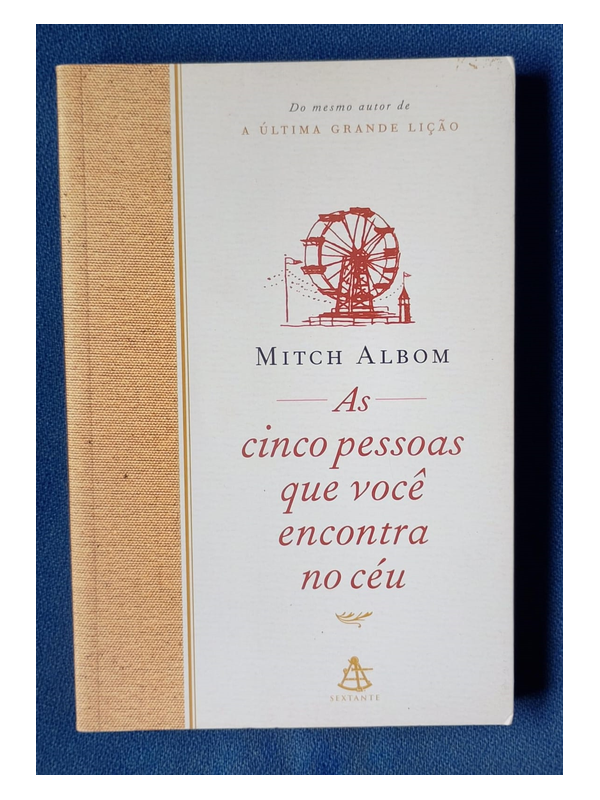 Do mesmo autor de
A ÚLTIMA GRANDE LIÇÃO
MITCH ALBOM
As
cinco pessoas
que você
encontra
no céu
SEXTANTE